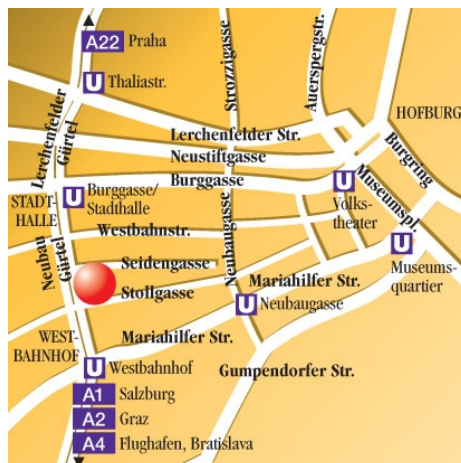 A22 Praha
U Thaliastr.
Strozzigasse
Auerspergstr.
HOFBURG
Lerchenfelder
Gürtel
Lerchenfelder Str.
Neustiftgasse
Burggasse
Burgring
Museumspl.
STADT-
HALLE
U Burggasse/
Stadthalle
U
Volks-
theater
Westbahnstr.
Neubaugasse
Neubau
Gürtel
Seidengasse
Stollgasse
Mariahilfer Str.
U
Museums-
quartier
U Neubaugasse
WEST-
BAHNHOF
Mariahilfer Str.
U Westbahnhof
Gumpendorfer Str.
A1 Salzburg
A2 Graz
A4 Flughafen, Bratislava